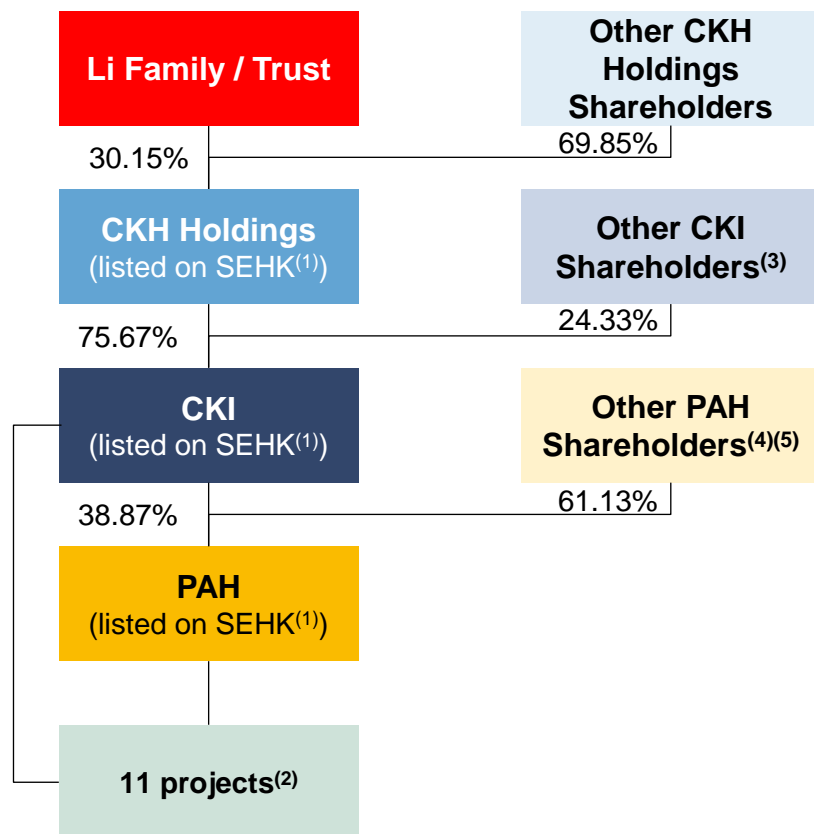 Li Family / Trust
Other CKH
Holdings
Shareholders
30.15%
69.85%
CKH Holdings
(listed on SEHK(1))
Other CKI
Shareholders(3)
75.67%
24.33%
CKI
(listed on SEHK(1))
Other PAH
Shareholders(4)(5)
38.87%
61.13%
PAH
(listed on SEHK(1))
11 projects(2)